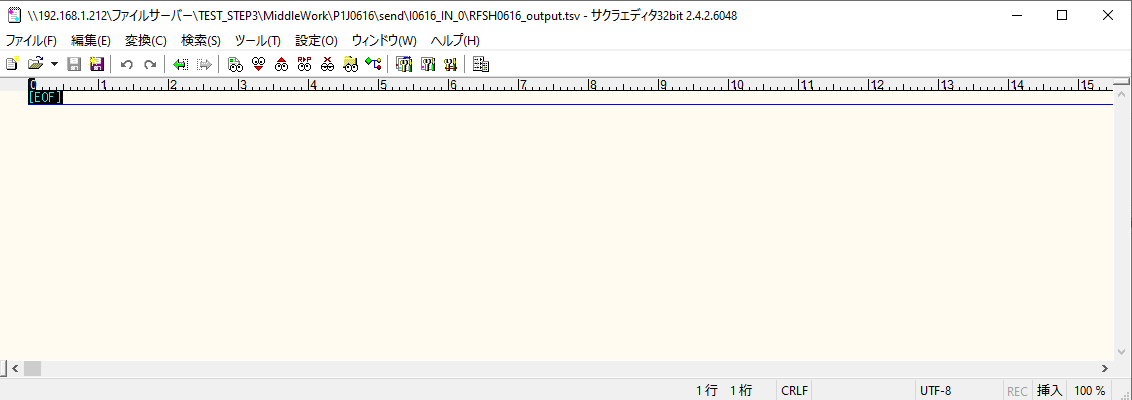 \\192.168.1.212\ファイルサーバー\TEST_STEP3\MiddleWork\P1J0616\send\I0616_IN_0\RFSH0616_output.tsv - サクラエディタ32bit 2.4.2.6048
ファイル(F) 編集(E) 変換(C) 検索(S) ツール(T) 設定(O) ウィンドウ(W) ヘルプ(H)
0 1 2 3 4 5 6 7 8 9 10 11 12 13 14 15
[EOF]
1 行 1 桁 CRLF UTF-8 REC 挿入 100 %